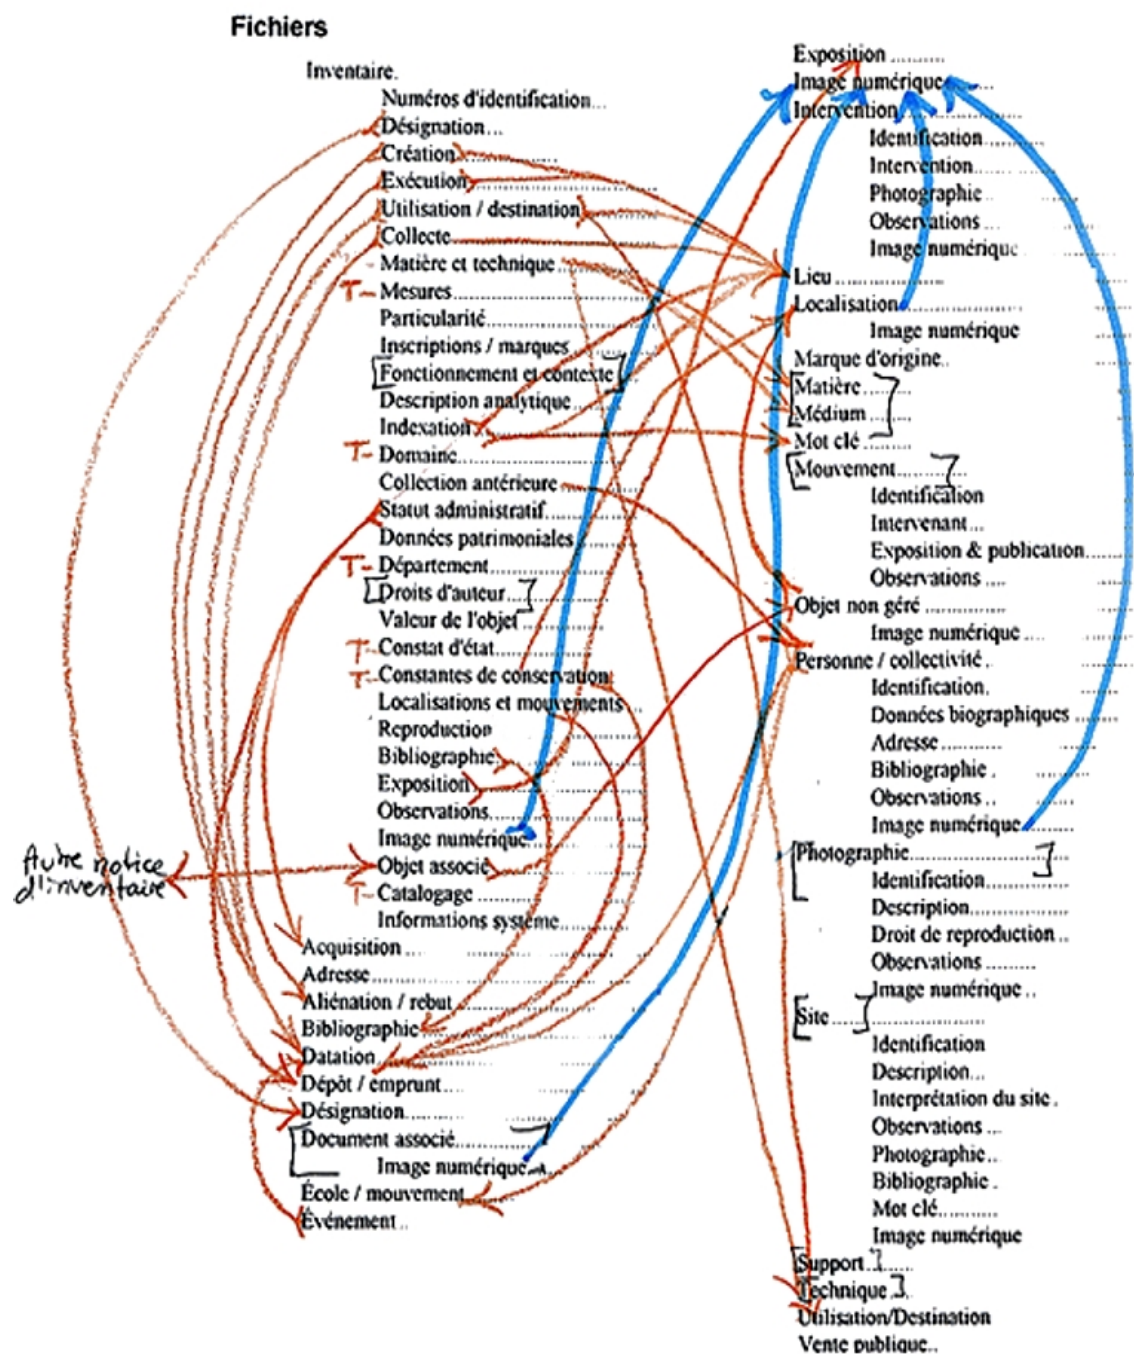 Fichiers
Inventaire.
Numéros d'identification...
Désignation...
Création
Exécution
Utilisation / destination
Collecte
Matière et technique
T- Mesures
Particularité
Inscriptions / marques
[Fonctionnement et contexte]
Description analytique
Indexation
T- Domaine
Collection antérieure
Statut administratif
Données patrimoniales
T- Département
[Droits d'auteur]
Valeur de l'objet
T- Constat d'état
T- Constantes de conservation
Localisations et mouvements
Reproduction
Bibliographie
Exposition
Observations
Image numérique
Autre notice d'inventaire
Objet associé
T- Catalogage
Informations système
Acquisition
Adresse
Aliénation / rebut
Bibliographie
Datation
Dépôt / emprunt
Désignation
[Document associé]
Image numérique
École / mouvement
Événement
Exposition
Image numérique
Intervention
Identification
Intervention
Photographie
Observations
Image numérique
Lieu
Localisation
Image numérique
Marque d'origine
[Matière
Médium]
Mot clé
[Mouvement]
Identification
Intervenant
Exposition & publication
Observations
Objet non géré
Image numérique
Personne / collectivité
Identification
Données biographiques
Adresse
Bibliographie
Observations
Image numérique
[Photographie]
Identification
Description
Droit de reproduction
Observations
Image numérique
[Site]
Identification
Description
Interprétation du site
Observations
Photographie
Bibliographie
Mot clé
Image numérique
[Support]
[Technique]
Utilisation/Destination
Vente publique..